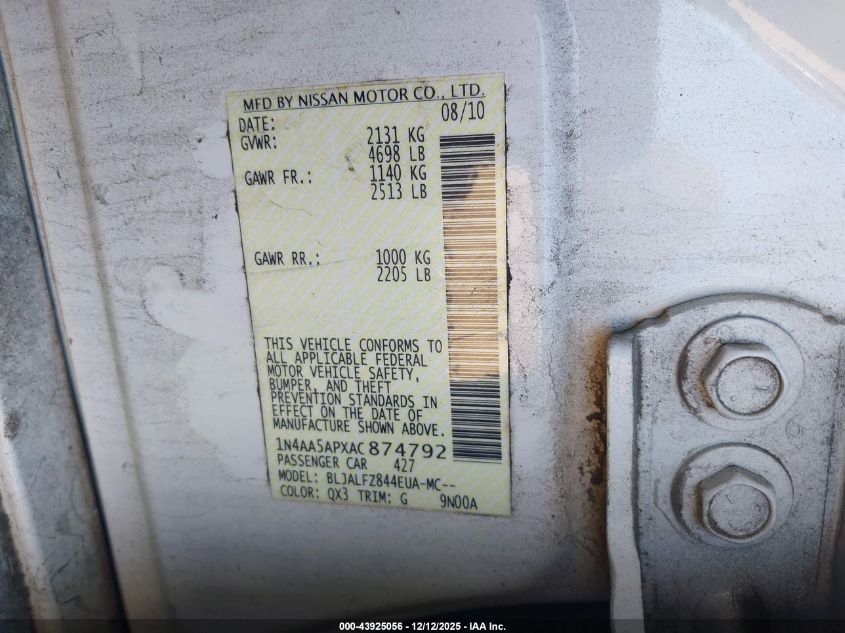 MFD BY NISSAN MOTOR CO., LTD.
DATE: 08/10
GVWR: 2131 KG
4698 LB
GAWR FR.: 1140 KG
2513 LB
GAWR RR.: 1000 KG
2205 LB
THIS VEHICLE CONFORMS TO
ALL APPLICABLE FEDERAL
MOTOR VEHICLE SAFETY,
BUMPER, AND THEFT
PREVENTION STANDARDS IN
EFFECT ON THE DATE OF
MANUFACTURE SHOWN ABOVE.
1N4AA5APXAC874792
PASSENGER CAR 427
MODEL: BLJALFZ844EUA-MC--
COLOR: QX3 TRIM: G 9N00A
000-43925056 - 12/12/2025 - IAA Inc.